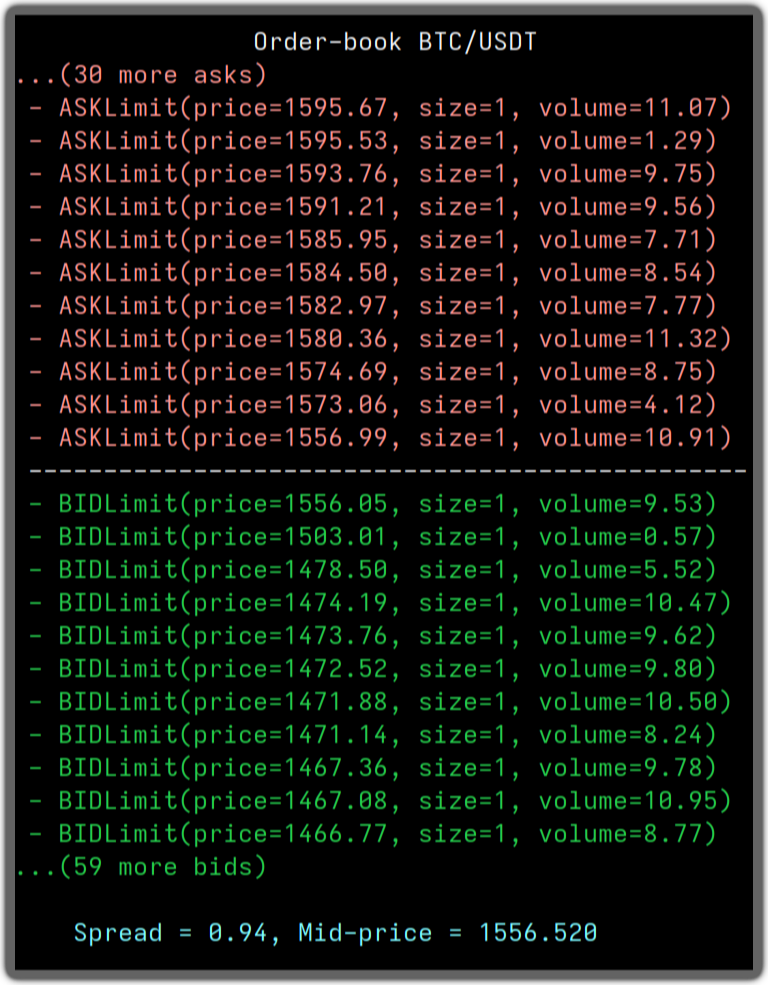 Order-book BTC/USDT
...(30 more asks)
- ASKLimit(price=1595.67, size=1, volume=11.07)
- ASKLimit(price=1595.53, size=1, volume=1.29)
- ASKLimit(price=1593.76, size=1, volume=9.75)
- ASKLimit(price=1591.21, size=1, volume=9.56)
- ASKLimit(price=1585.95, size=1, volume=7.71)
- ASKLimit(price=1584.50, size=1, volume=8.54)
- ASKLimit(price=1582.97, size=1, volume=7.77)
- ASKLimit(price=1580.36, size=1, volume=11.32)
- ASKLimit(price=1574.69, size=1, volume=8.75)
- ASKLimit(price=1573.06, size=1, volume=4.12)
- ASKLimit(price=1556.99, size=1, volume=10.91)
------------------------------------------------
- BIDLimit(price=1556.05, size=1, volume=9.53)
- BIDLimit(price=1503.01, size=1, volume=0.57)
- BIDLimit(price=1478.50, size=1, volume=5.52)
- BIDLimit(price=1474.19, size=1, volume=10.47)
- BIDLimit(price=1473.76, size=1, volume=9.62)
- BIDLimit(price=1472.52, size=1, volume=9.80)
- BIDLimit(price=1471.88, size=1, volume=10.50)
- BIDLimit(price=1471.14, size=1, volume=8.24)
- BIDLimit(price=1467.36, size=1, volume=9.78)
- BIDLimit(price=1467.08, size=1, volume=10.95)
- BIDLimit(price=1466.77, size=1, volume=8.77)
...(59 more bids)
Spread = 0.94, Mid-price = 1556.520